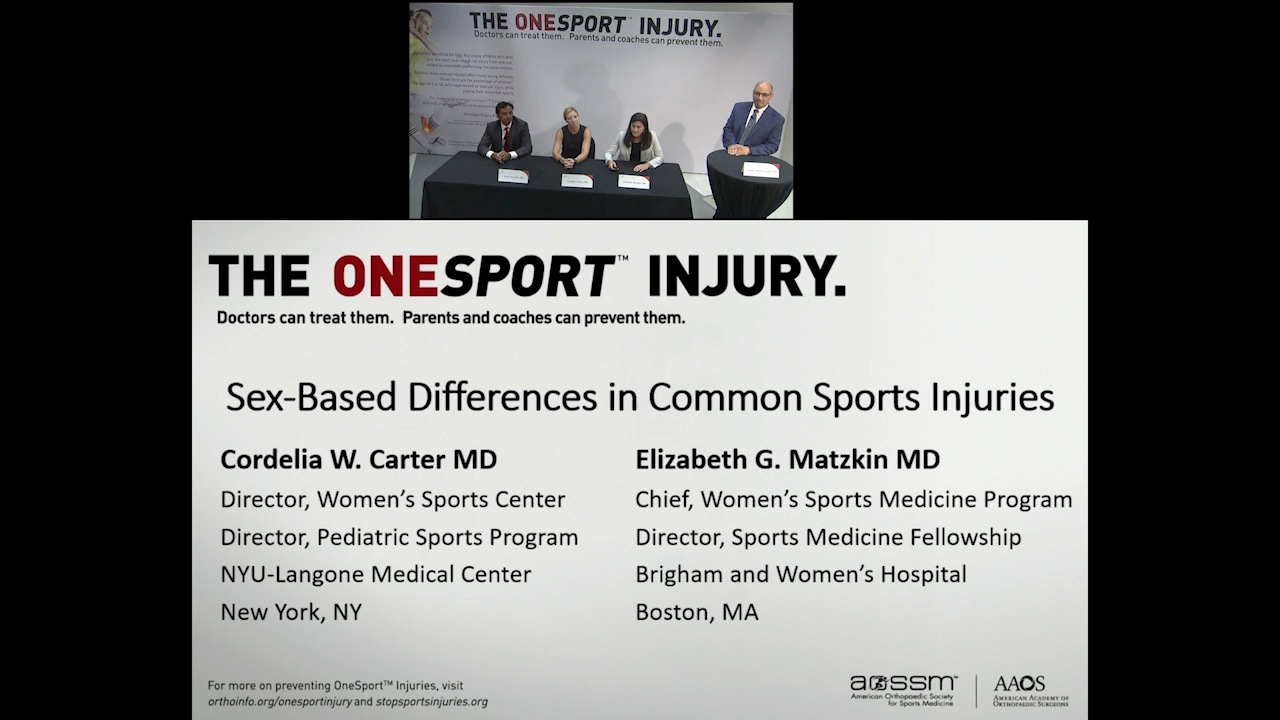 THE ONESPORT™ INJURY.
Doctors can treat them. Parents and coaches can prevent them.
THE ONESPORT™ INJURY.
Doctors can treat them. Parents and coaches can prevent them.
Sex-Based Differences in Common Sports Injuries
Cordelia W. Carter MD
Director, Women's Sports Center
Director, Pediatric Sports Program
NYU-Langone Medical Center
New York, NY
Elizabeth G. Matzkin MD
Chief, Women's Sports Medicine Program
Director, Sports Medicine Fellowship
Brigham and Women's Hospital
Boston, MA
For more on preventing OneSport™ Injuries, visit
orthoinfo.org/onesportinjury and stopsportsinjuries.org
aossm™
American Orthopaedic Society
for Sports Medicine
AAOS
American Academy of
Orthopaedic Surgeons